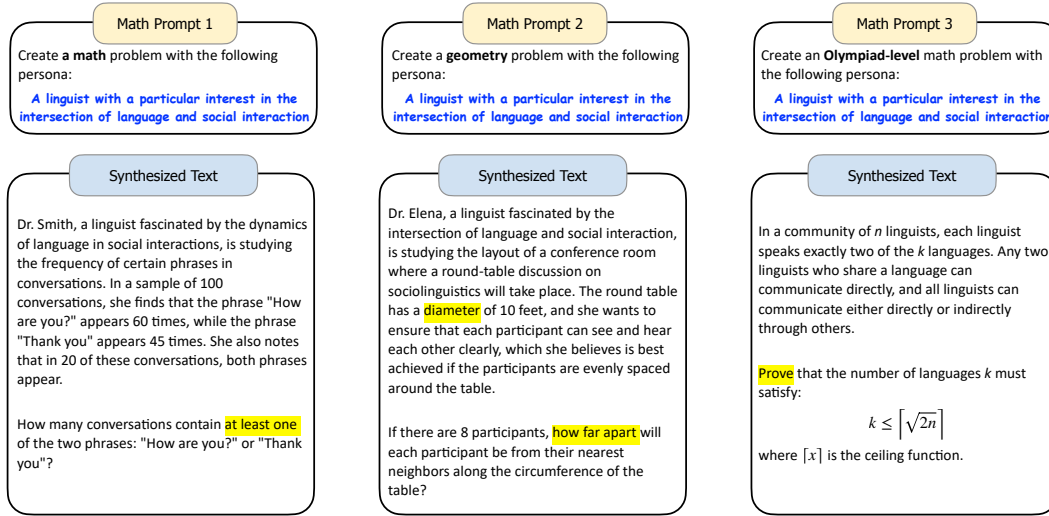 Math Prompt 1
Create a math problem with the following
persona:
A linguist with a particular interest in the
intersection of language and social interaction
Synthesized Text
Dr. Smith, a linguist fascinated by the dynamics
of language in social interactions, is studying
the frequency of certain phrases in
conversations. In a sample of 100
conversations, she finds that the phrase "How
are you?" appears 60 times, while the phrase
"Thank you" appears 45 times. She also notes
that in 20 of these conversations, both phrases
appear.
How many conversations contain at least one
of the two phrases: "How are you?" or "Thank
you"?
Math Prompt 2
Create a geometry problem with the following
persona:
A linguist with a particular interest in the
intersection of language and social interaction
Synthesized Text
Dr. Elena, a linguist fascinated by the
intersection of language and social interaction,
is studying the layout of a conference room
where a round-table discussion on
sociolinguistics will take place. The round table
has a diameter of 10 feet, and she wants to
ensure that each participant can see and hear
each other clearly, which she believes is best
achieved if the participants are evenly spaced
around the table.
If there are 8 participants, how far apart will
each participant be from their nearest
neighbors along the circumference of the
table?
Math Prompt 3
Create an Olympiad-level math problem with
the following persona:
A linguist with a particular interest in the
intersection of language and social interaction
Synthesized Text
In a community of n linguists, each linguist
speaks exactly two of the k languages. Any two
linguists who share a language can
communicate directly, and all linguists can
communicate either directly or indirectly
through others.
Prove that the number of languages k must
satisfy:
k ≤ ⌈√2n⌉
where ⌈x⌉ is the ceiling function.